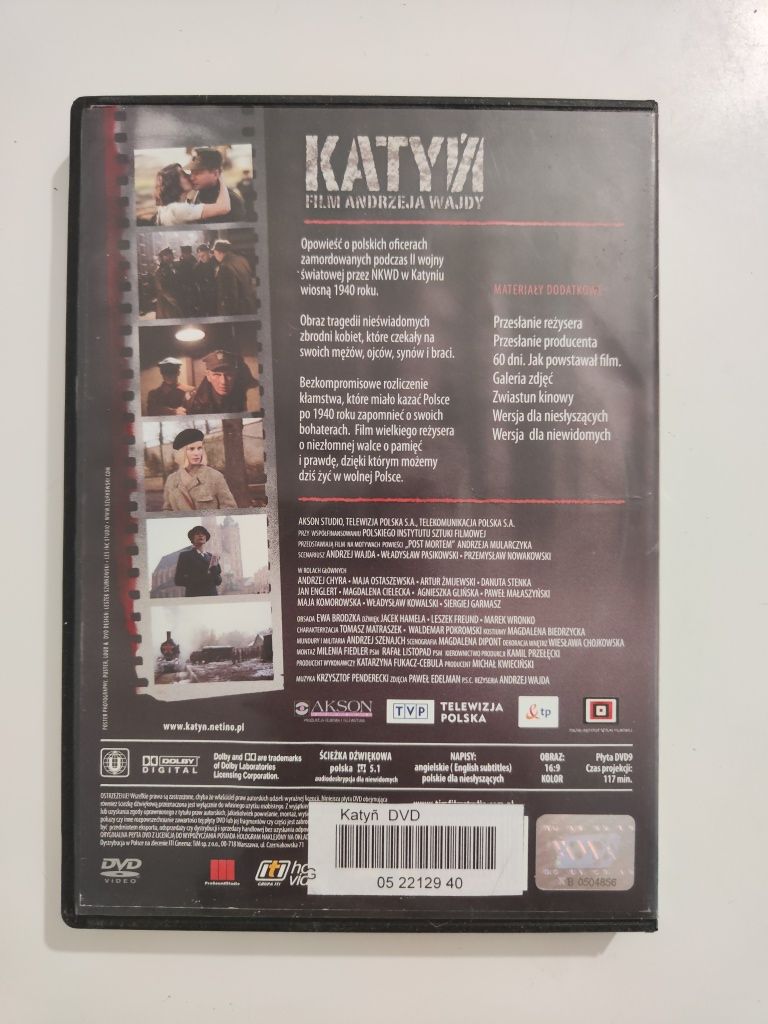 KATYŃ
FILM ANDRZEJA WAJDY
Opowieść o polskich oficerach
zamordowanych podczas II wojny
światowej przez NKWD w Katyniu
wiosną 1940 roku.
Obraz tragedii nieświadomych
zbrodni kobiet, które czekały na
swoich mężów, ojców, synów i braci.
Bezkompromisowe rozliczenie
kłamstwa, które miało kazać Polsce
po 1940 roku zapomnieć o swoich
bohaterach. Film wielkiego reżysera
o niezłomnej walce o pamięć
i prawdę, dzięki którym możemy
dziś żyć w wolnej Polsce.
MATERIAŁY DODATKOWE
Przesłanie reżysera
Przesłanie producenta
60 dni. Jak powstawał film.
Galeria zdjęć
Zwiastun kinowy
Wersja dla niesłyszących
Wersja dla niewidomych
AKSON STUDIO, TELEWIZJA POLSKA S.A., TELEKOMUNIKACJA POLSKA S.A.
PRZY WSPÓŁFINANSOWANIU POLSKIEGO INSTYTUTU SZTUKI FILMOWEJ
PRZEDSTAWIAJĄ FILM NA MOTYWACH POWIEŚCI „POST MORTEM" ANDRZEJA MULARCZYKA
SCENARIUSZ ANDRZEJ WAJDA • WŁADYSŁAW PASIKOWSKI • PRZEMYSŁAW NOWAKOWSKI
W ROLACH GŁÓWNYCH
ANDRZEJ CHYRA • MAJA OSTASZEWSKA • ARTUR ŻMIJEWSKI • DANUTA STENKA
JAN ENGLERT • MAGDALENA CIELECKA • AGNIESZKA GLIŃSKA • PAWEŁ MAŁASZYŃSKI
MAJA KOMOROWSKA • WŁADYSŁAW KOWALSKI • SIERGIEJ GARMASZ
OBSADA EWA BRODZKA DŹWIĘK JACEK HAMELA • LESZEK FREUND • MAREK WRONKO
CHARAKTERYZACJA TOMASZ MATRASZEK • WALDEMAR POKROMSKI KOSTIUMY MAGDALENA BIEDRZYCKA
MUNDURY I MILITARIA ANDRZEJ SZENAJCH SCENOGRAFIA MAGDALENA DIPONT DEKORACJA WNĘTRZ WIESŁAWA CHOJKOWSKA
MONTAŻ MILENIA FIEDLER PSM RAFAŁ LISTOPAD PSM KIEROWNICTWO PRODUKCJI KAMIL PRZEŁĘCKI
PRODUCENT WYKONAWCZY KATARZYNA FUKACZ-CEBULA PRODUCENT MICHAŁ KWIECIŃSKI
MUZYKA KRZYSZTOF PENDERECKI ZDJĘCIA PAWEŁ EDELMAN P.S.C. REŻYSERIA ANDRZEJ WAJDA
www.katyn.netino.pl
AKSON
TVP TELEWIZJA
POLSKA
&tp
DOLBY
DIGITAL
Dolby and are trademarks
of Dolby Laboratories
Licensing Corporation.
ŚCIEŻKA DŹWIĘKOWA
polska 5.1
audiodeskrypcja dla niewidomych
NAPISY:
angielskie ( English subtitles)
polskie dla niesłyszących
OBRAZ:
16:9
KOLOR
Płyta DVD9
Czas projekcji:
117 min.
DVD
VIDEO
ProSoundStudio
iti
GRUPA ITI
Katyñ DVD
05 22129 40
B 0504856